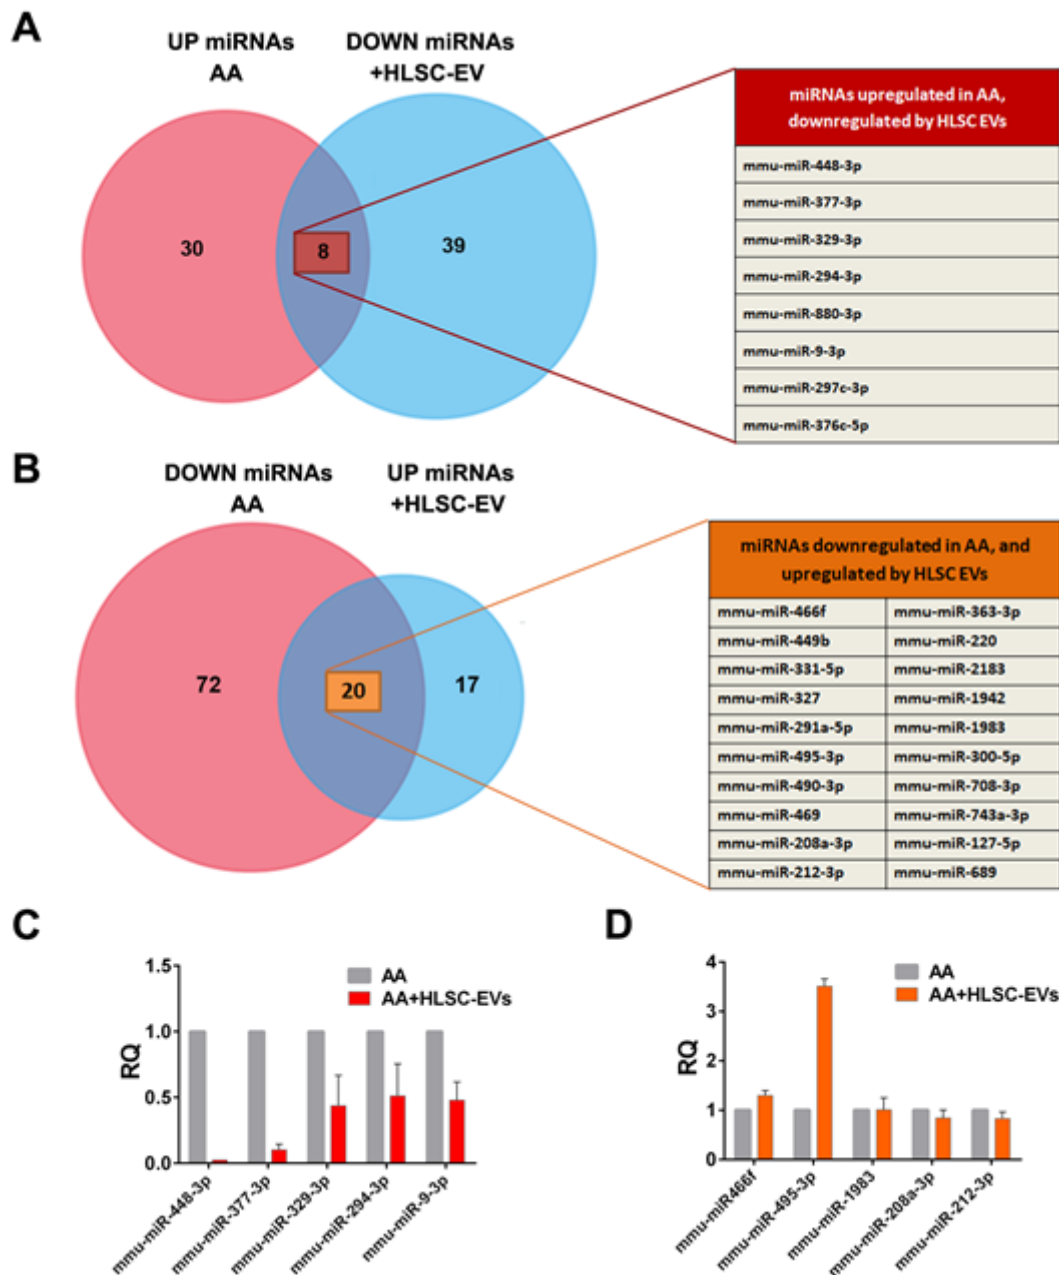 A
UP miRNAs
AA
DOWN miRNAs
+HLSC-EV
30
8
39
miRNAs upregulated in AA,
downregulated by HLSC EVs
mmu-miR-448-3p
mmu-miR-377-3p
mmu-miR-329-3p
mmu-miR-294-3p
mmu-miR-880-3p
mmu-miR-9-3p
mmu-miR-297c-3p
mmu-miR-376c-5p
B
DOWN miRNAs
AA
UP miRNAs
+HLSC-EV
72
20
17
miRNAs downregulated in AA, and
upregulated by HLSC EVs
mmu-miR-466f mmu-miR-363-3p
mmu-miR-449b mmu-miR-220
mmu-miR-331-5p mmu-miR-2183
mmu-miR-327 mmu-miR-1942
mmu-miR-291a-5p mmu-miR-1983
mmu-miR-495-3p mmu-miR-300-5p
mmu-miR-490-3p mmu-miR-708-3p
mmu-miR-469 mmu-miR-743a-3p
mmu-miR-208a-3p mmu-miR-127-5p
mmu-miR-212-3p mmu-miR-689
C
1.5
1.0
0.5
0.0
RQ
AA
AA+HLSC-EVs
mmu-miR-448-3p
mmu-miR-377-3p
mmu-miR-329-3p
mmu-miR-294-3p
mmu-miR-9-3p
D
4
3
2
1
0
RQ
AA
AA+HLSC-EVs
mmu-miR466f
mmu-miR-495-3p
mmu-miR-1983
mmu-miR-208a-3p
mmu-miR-212-3p